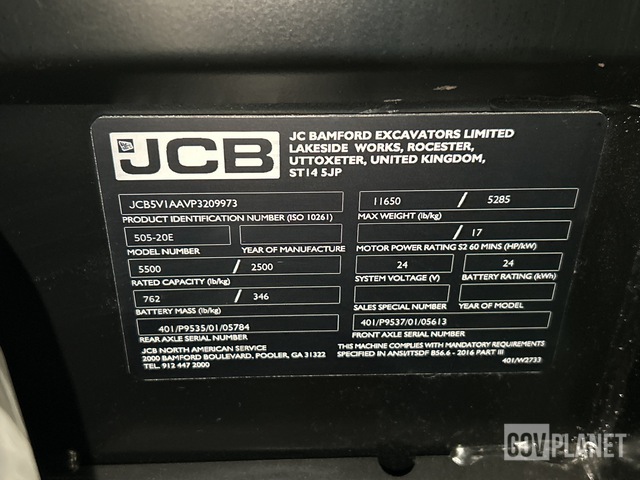 JCB
JC BAMFORD EXCAVATORS LIMITED
LAKESIDE WORKS, ROCESTER,
UTTOXETER, UNITED KINGDOM,
ST14 5JP
JCB5V1AAVP3209973
PRODUCT IDENTIFICATION NUMBER (ISO 10261)
505-20E
MODEL NUMBER YEAR OF MANUFACTURE
5500 / 2500
RATED CAPACITY (lb/kg)
762 / 346
BATTERY MASS (lb/kg)
401/P9535/01/05784
REAR AXLE SERIAL NUMBER
JCB NORTH AMERICAN SERVICE
2000 BAMFORD BOULEVARD, POOLER, GA 31322
TEL. 912 447 2000
11650 / 5285
MAX WEIGHT (lb/kg)
/ 17
MOTOR POWER RATING S2 60 MINS (HP/kW)
24 24
SYSTEM VOLTAGE (V) BATTERY RATING (kWh)
SALES SPECIAL NUMBER YEAR OF MODEL
401/P9537/01/05613
FRONT AXLE SERIAL NUMBER
THIS MACHINE COMPLIES WITH MANDATORY REQUIREMENTS
SPECIFIED IN ANSI/ITSDF B56.6 - 2016 PART III
401/W2733
GOVPLANET